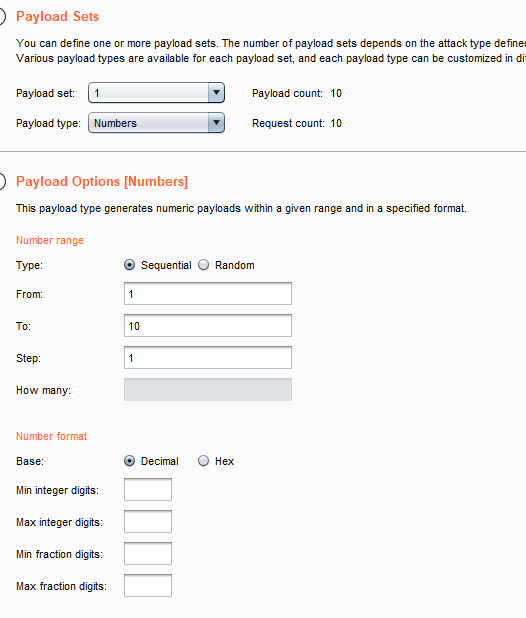 Payload Sets
You can define one or more payload sets. The number of payload sets depends on the attack type define
Various payload types are available for each payload set, and each payload type can be customized in di
Payload set: 1 Payload count: 10
Payload type: Numbers Request count: 10
Payload Options [Numbers]
This payload type generates numeric payloads within a given range and in a specified format.
Number range
Type: Sequential Random
From: 1
To: 10
Step: 1
How many:
Number format
Base: Decimal Hex
Min integer digits:
Max integer digits:
Min fraction digits:
Max fraction digits: